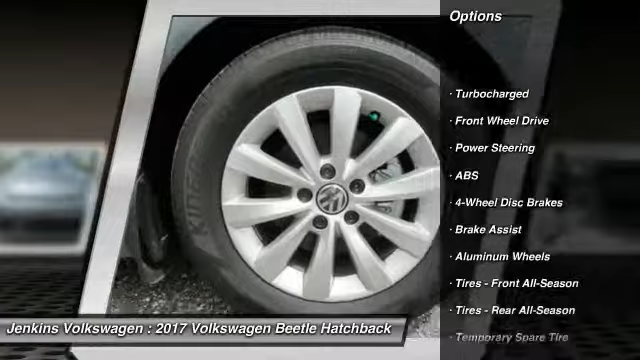 Options
· Turbocharged
· Front Wheel Drive
· Power Steering
· ABS
· 4-Wheel Disc Brakes
· Brake Assist
· Aluminum Wheels
· Tires - Front All-Season
· Tires - Rear All-Season
· Temporary Spare Tire
Jenkins Volkswagen : 2017 Volkswagen Beetle Hatchback